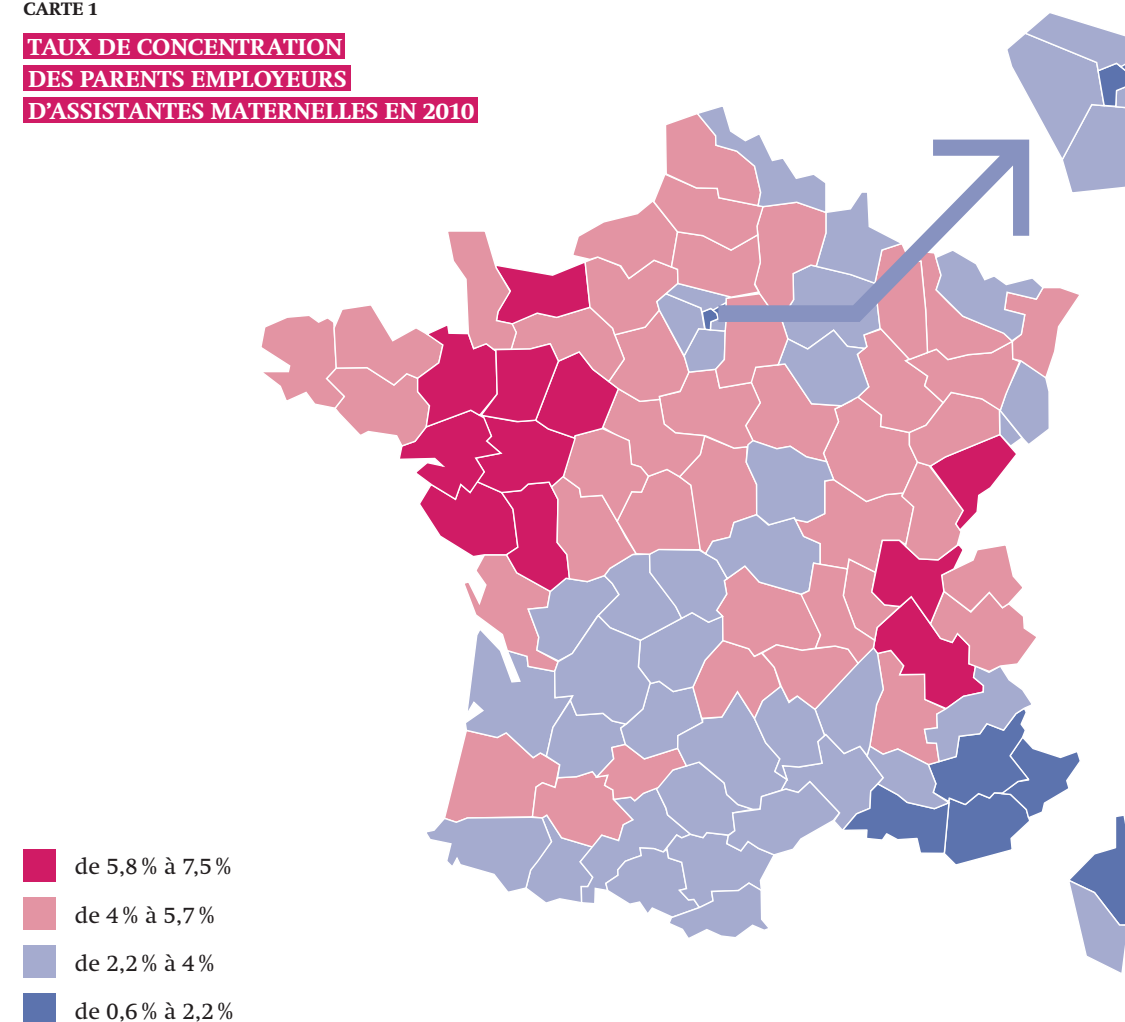 CARTE 1
TAUX DE CONCENTRATION
DES PARENTS EMPLOYEURS
D'ASSISTANTES MATERNELLES EN 2010
de 5,8 % à 7,5 %
de 4 % à 5,7 %
de 2,2 % à 4 %
de 0,6 % à 2,2 %